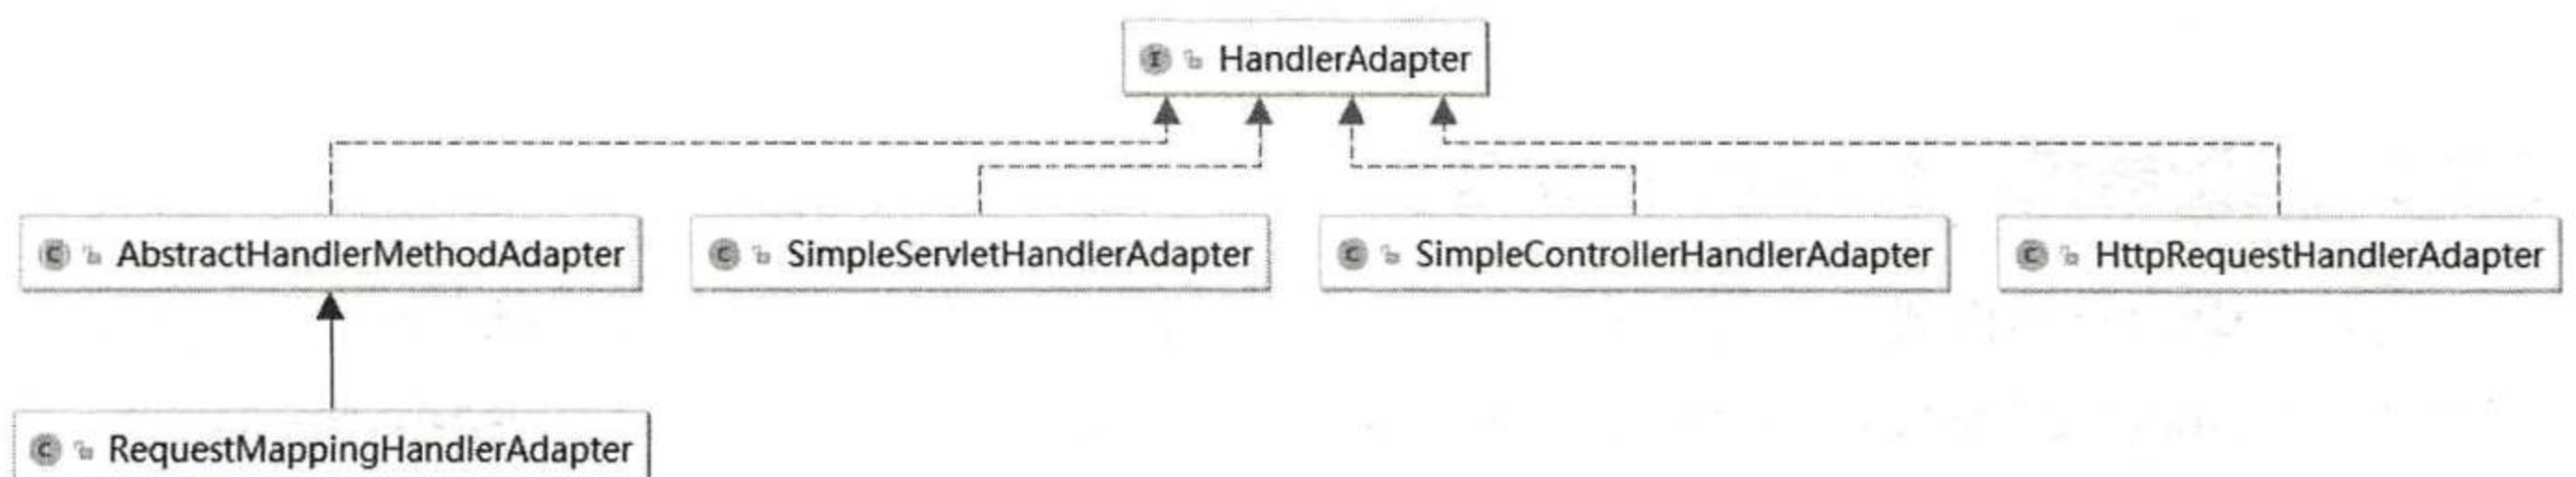 HandlerAdapter
AbstractHandlerMethodAdapter
SimpleServletHandlerAdapter
SimpleControllerHandlerAdapter
HttpRequestHandlerAdapter
RequestMappingHandlerAdapter